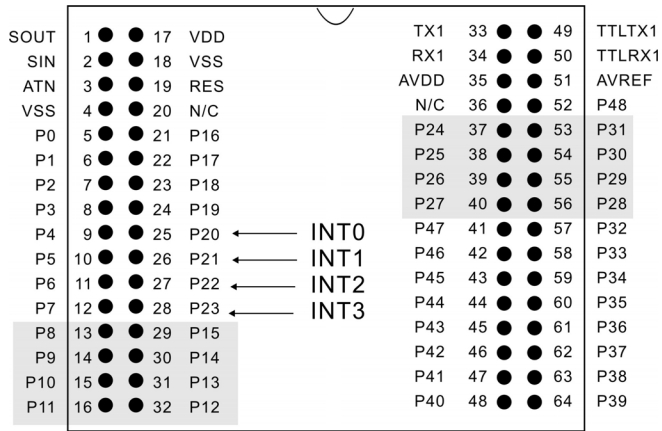 SOUT 1 17 VDD TX1 33 49 TTLTX1
SIN 2 18 VSS RX1 34 50 TTLRX1
ATN 3 19 RES AVDD 35 51 AVREF
VSS 4 20 N/C N/C 36 52 P48
P0 5 21 P16 P24 37 53 P31
P1 6 22 P17 P25 38 54 P30
P2 7 23 P18 P26 39 55 P29
P3 8 24 P19 P27 40 56 P28
P4 9 25 P20 INT0 P47 41 57 P32
P5 10 26 P21 INT1 P46 42 58 P33
P6 11 27 P22 INT2 P45 43 59 P34
P7 12 28 P23 INT3 P44 44 60 P35
P8 13 29 P15 P43 45 61 P36
P9 14 30 P14 P42 46 62 P37
P10 15 31 P13 P41 47 63 P38
P11 16 32 P12 P40 48 64 P39